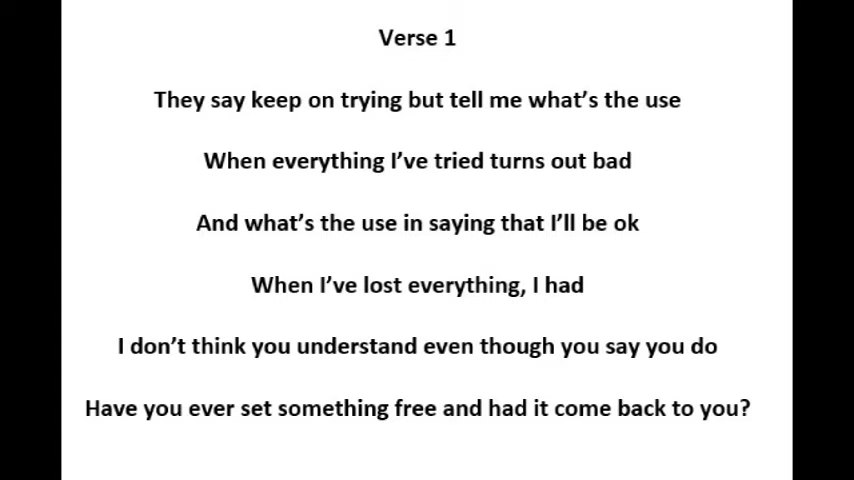 Verse 1
They say keep on trying but tell me what's the use
When everything I've tried turns out bad
And what's the use in saying that I'll be ok
When I've lost everything, I had
I don't think you understand even though you say you do
Have you ever set something free and had it come back to you?